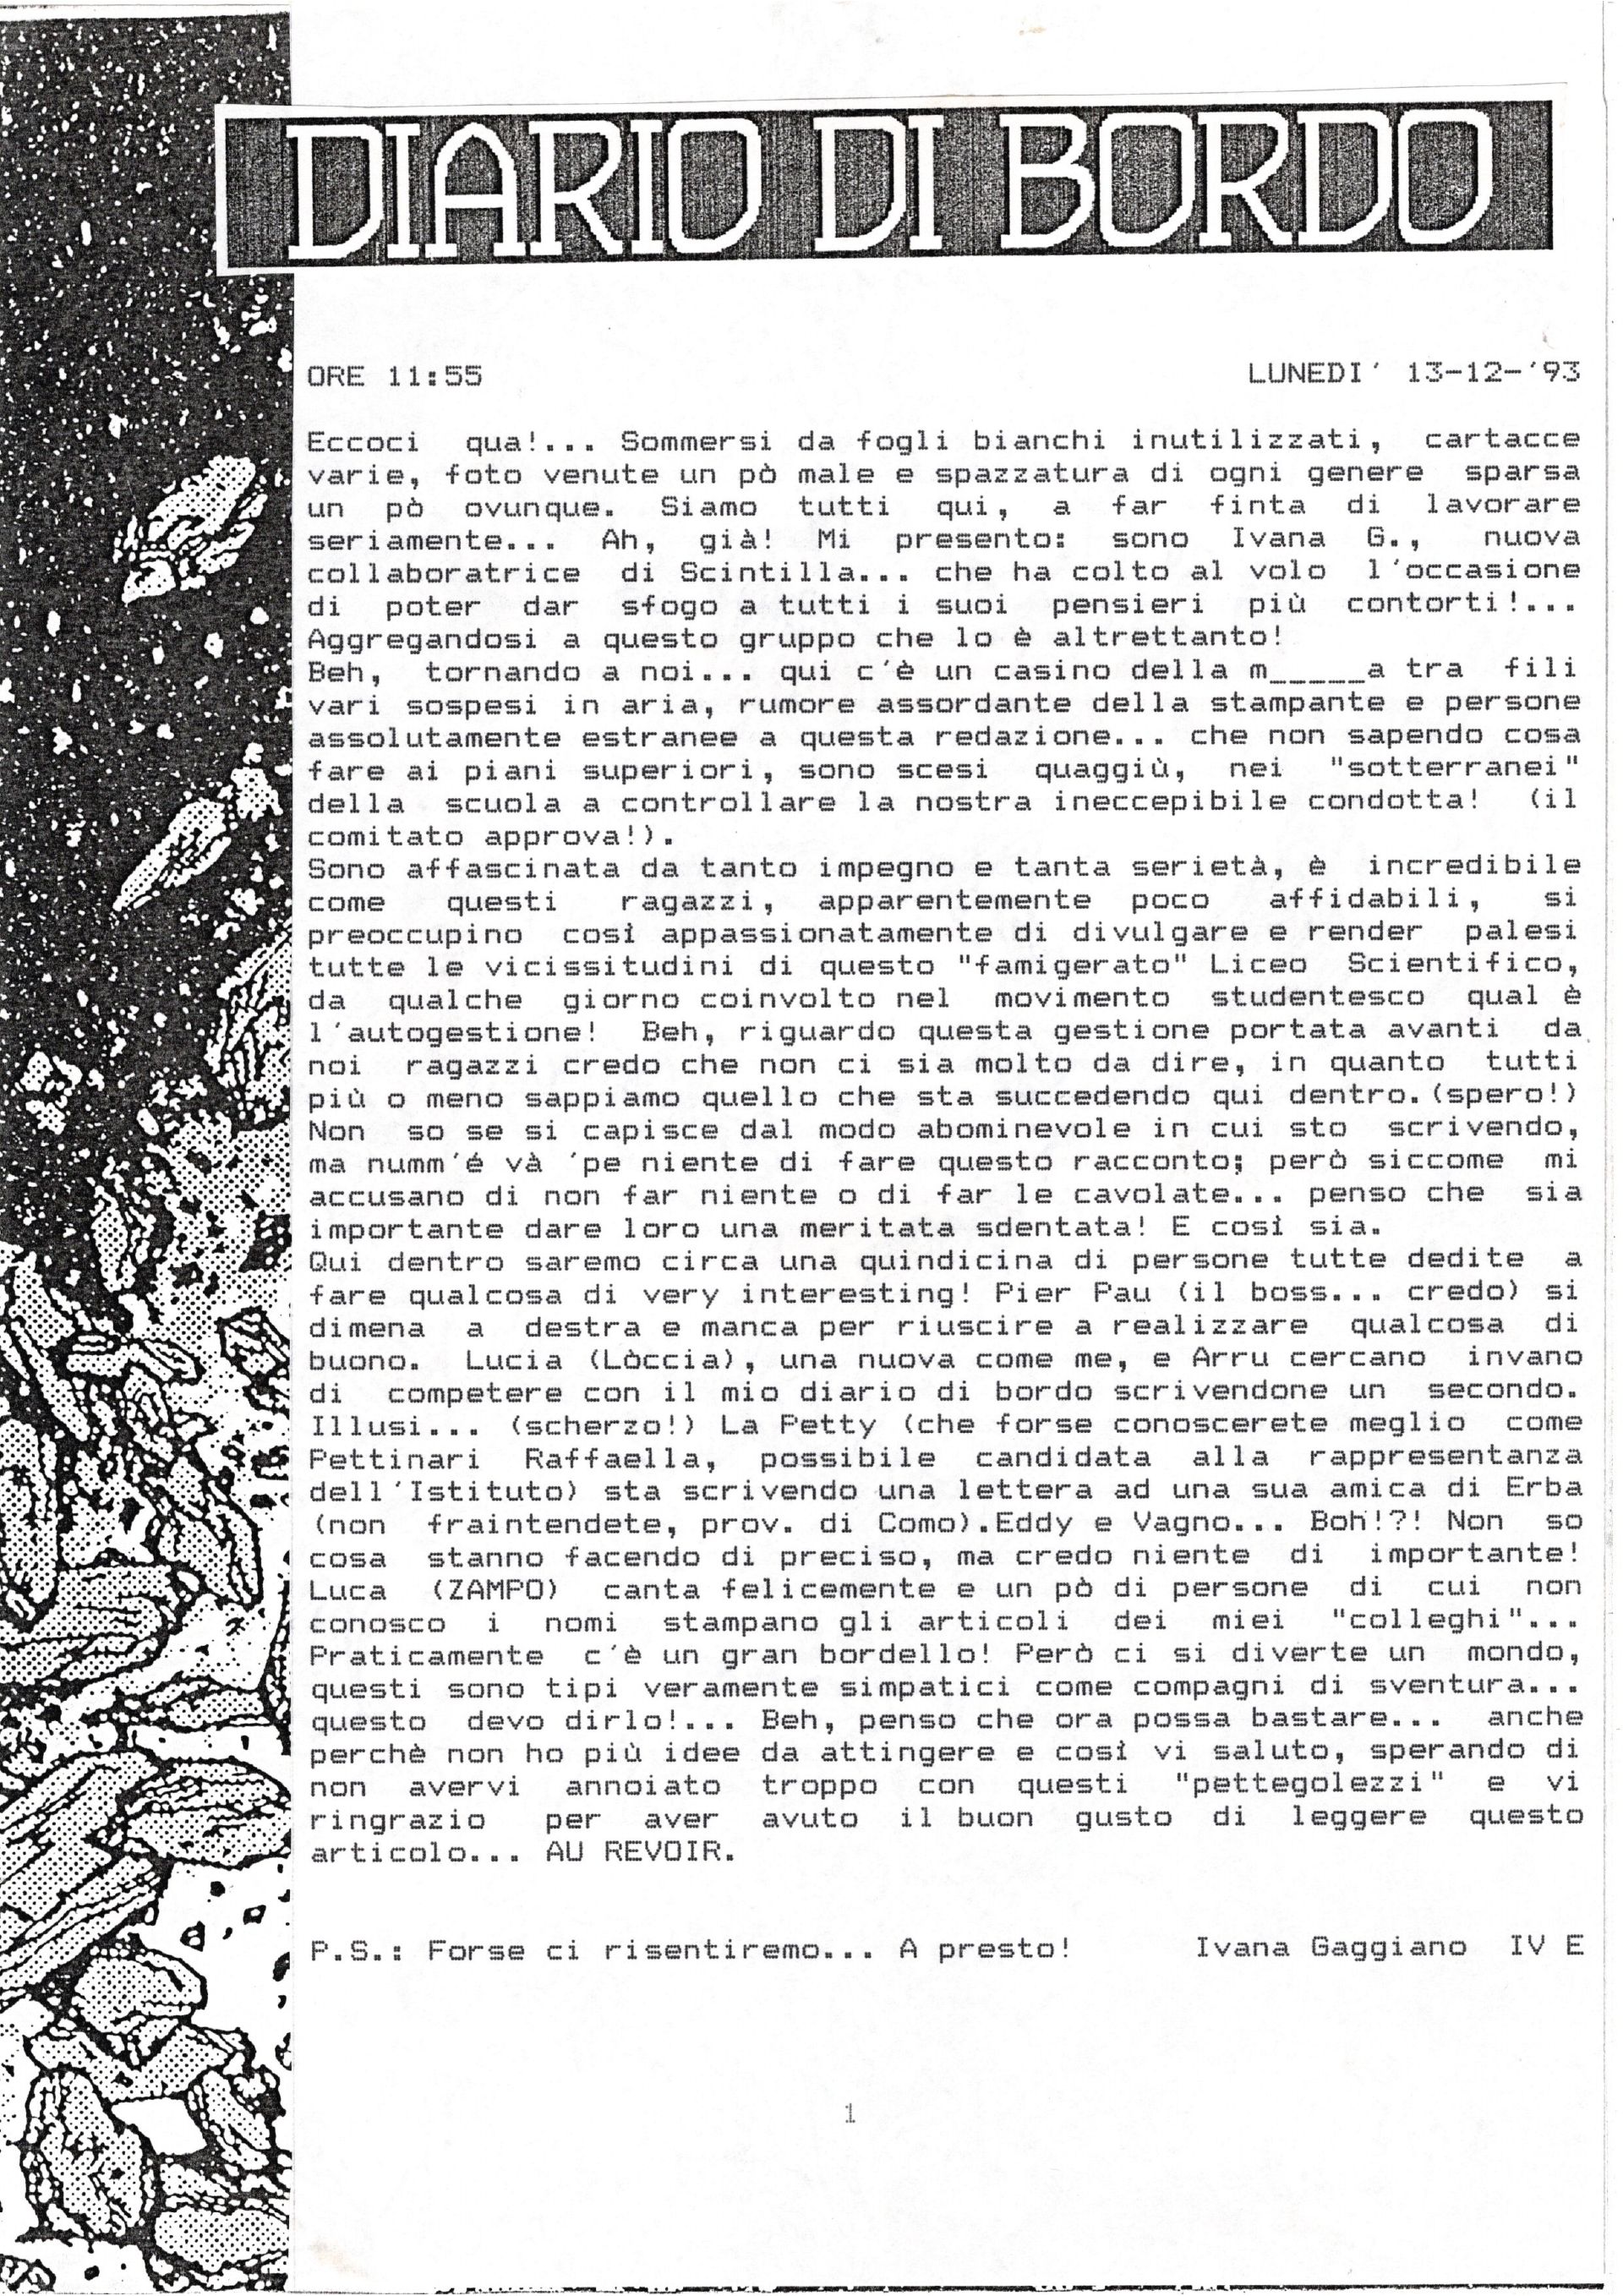 DIARIO DI BORDO
ORE 11:55 LUNEDI' 13-12-'93
Eccoci qua!... Sommersi da fogli bianchi inutilizzati, cartacce
varie, foto venute un pò male e spazzatura di ogni genere sparsa
un pò ovunque. Siamo tutti qui, a far finta di lavorare
seriamente... Ah, già! Mi presento: sono Ivana G., nuova
collaboratrice di Scintilla... che ha colto al volo l'occasione
di poter dar sfogo a tutti i suoi pensieri più contorti!...
Aggregandosi a questo gruppo che lo è altrettanto!
Beh, tornando a noi... qui c'è un casino della m_____a tra fili
vari sospesi in aria, rumore assordante della stampante e persone
assolutamente estranee a questa redazione... che non sapendo cosa
fare ai piani superiori, sono scesi quaggiù, nei "sotterranei"
della scuola a controllare la nostra ineccepibile condotta! (il
comitato approva!).
Sono affascinata da tanto impegno e tanta serietà, è incredibile
come questi ragazzi, apparentemente poco affidabili, si
preoccupino così appassionatamente di divulgare e render palesi
tutte le vicissitudini di questo "famigerato" Liceo Scientifico,
da qualche giorno coinvolto nel movimento studentesco qual è
l'autogestione! Beh, riguardo questa gestione portata avanti da
noi ragazzi credo che non ci sia molto da dire, in quanto tutti
più o meno sappiamo quello che sta succedendo qui dentro.(spero!)
Non so se si capisce dal modo abominevole in cui sto scrivendo,
ma numm'é và 'pe niente di fare questo racconto; però siccome mi
accusano di non far niente o di far le cavolate... penso che sia
importante dare loro una meritata sdentata! E così sia.
Qui dentro saremo circa una quindicina di persone tutte dedite a
fare qualcosa di very interesting! Pier Pau (il boss... credo) si
dimena a destra e manca per riuscire a realizzare qualcosa di
buono. Lucia (Lòccia), una nuova come me, e Arru cercano invano
di competere con il mio diario di bordo scrivendone un secondo.
Illusi... (scherzo!) La Petty (che forse conoscerete meglio come
Pettinari Raffaella, possibile candidata alla rappresentanza
dell'Istituto) sta scrivendo una lettera ad una sua amica di Erba
(non fraintendete, prov. di Como).Eddy e Vagno... Boh!?! Non so
cosa stanno facendo di preciso, ma credo niente di importante!
Luca (ZAMPO) canta felicemente e un pò di persone di cui non
conosco i nomi stampano gli articoli dei miei "colleghi"...
Praticamente c'è un gran bordello! Però ci si diverte un mondo,
questi sono tipi veramente simpatici come compagni di sventura...
questo devo dirlo!... Beh, penso che ora possa bastare... anche
perchè non ho più idee da attingere e così vi saluto, sperando di
non avervi annoiato troppo con questi "pettegolezzi" e vi
ringrazio per aver avuto il buon gusto di leggere questo
articolo... AU REVOIR.
P.S.: Forse ci risentiremo... A presto! Ivana Gaggiano IV E
1